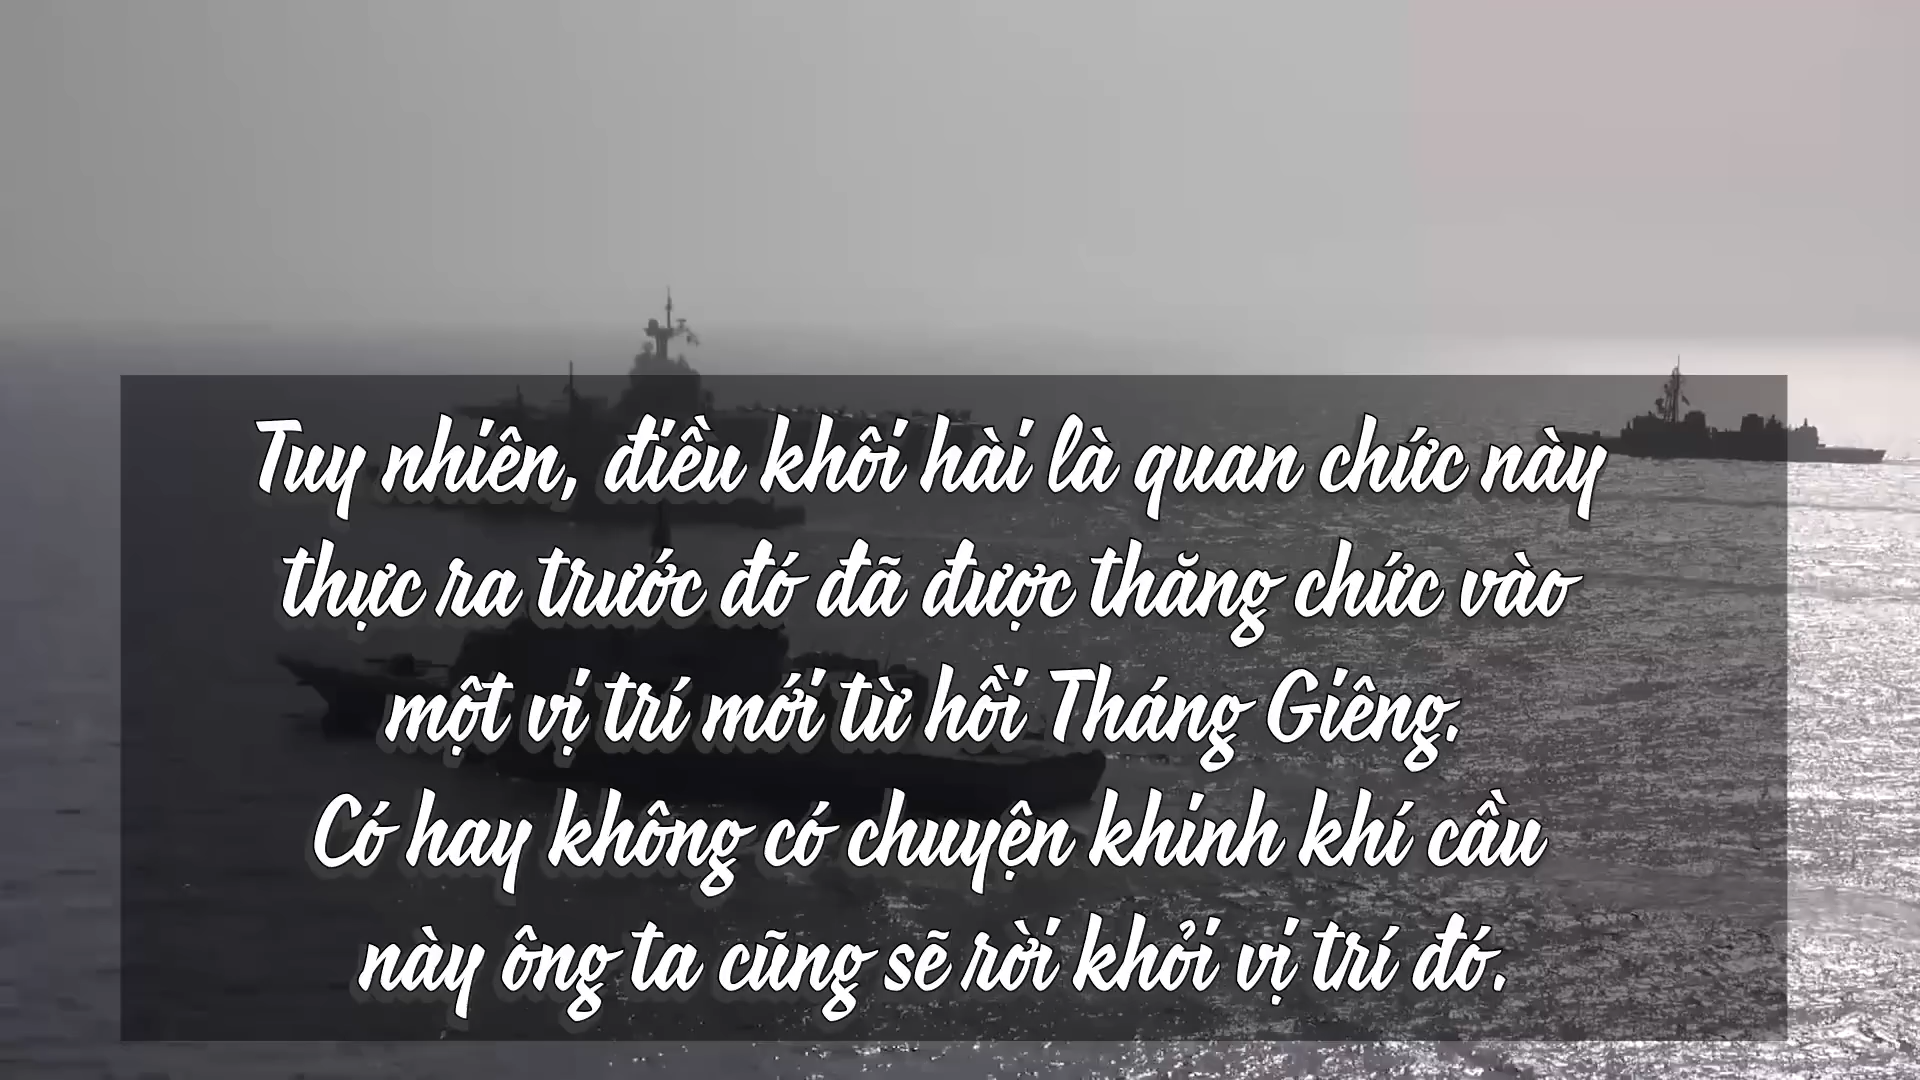 Tuy nhiên, điều khôi hài là quan chức này
thực ra trước đó đã được thăng chức vào
một vị trí mới từ hồi Tháng Giêng.
Có hay không có chuyện khinh khí cầu
này ông ta cũng sẽ rời khỏi vị trí đó.